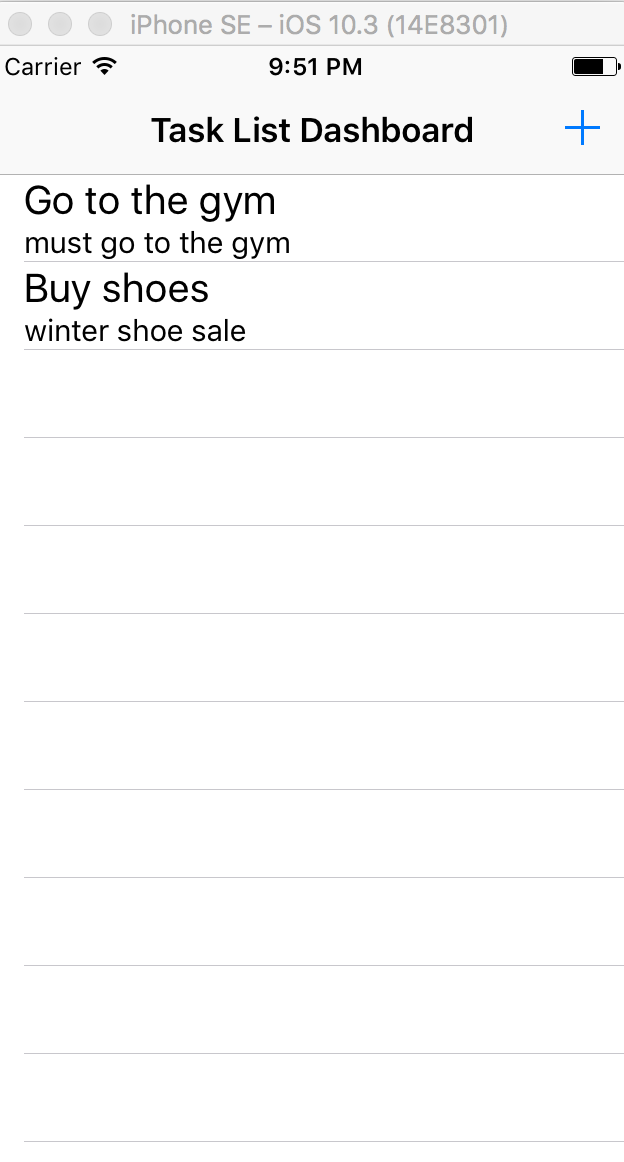 iPhone SE – iOS 10.3 (14E8301)
Carrier 9:51 PM
Task List Dashboard +
Go to the gym
must go to the gym
Buy shoes
winter shoe sale